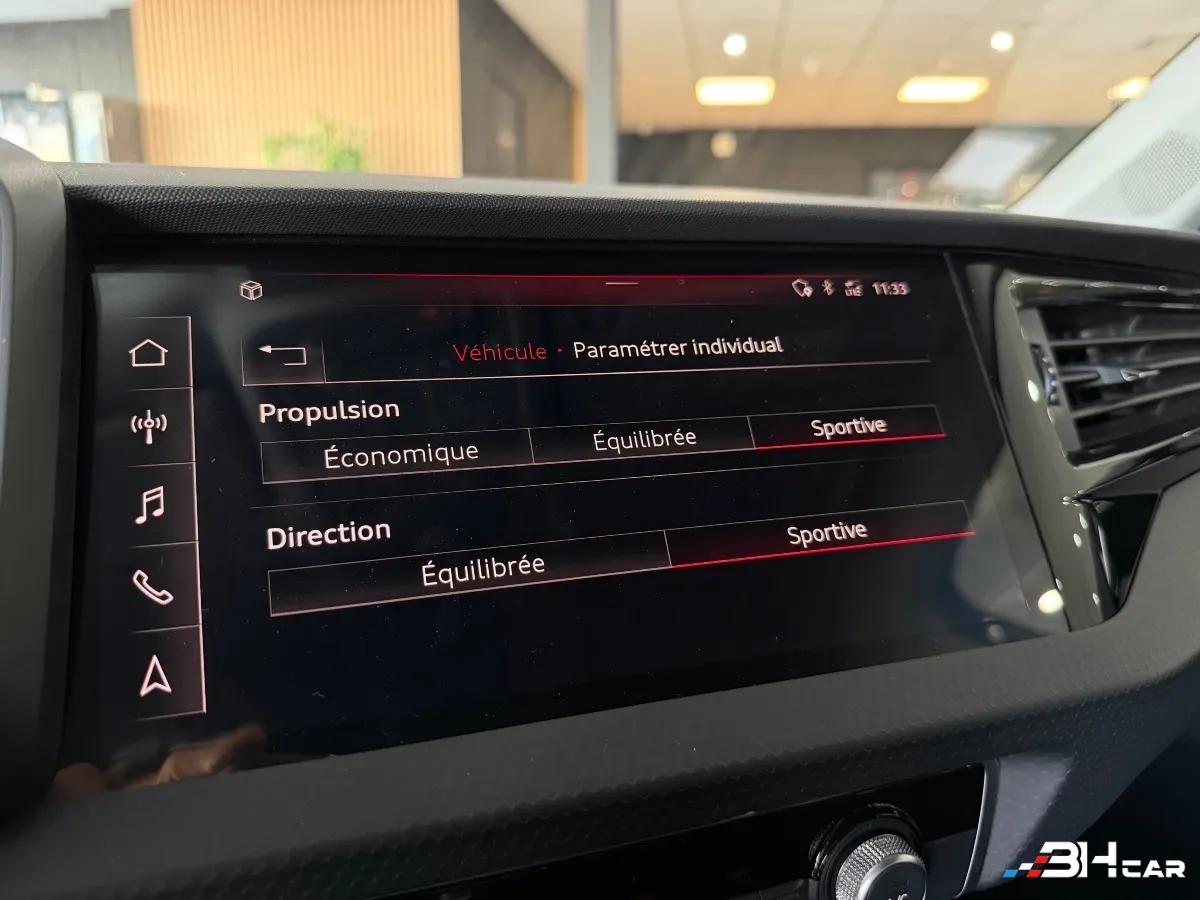 11:33
Véhicule · Paramétrer individual
Propulsion
Économique Équilibrée Sportive
Direction
Équilibrée Sportive
BHCAR